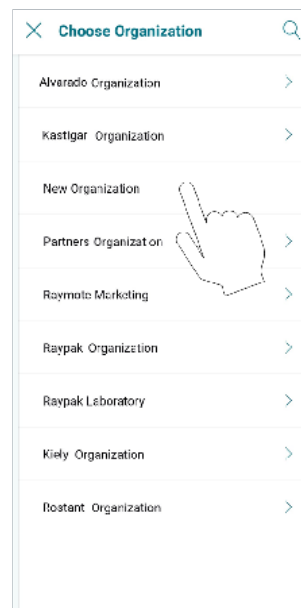 Choose Organization
Alvarado Organization
Kastigar Organization
New Organization
Partners Organization
Raymote Marketing
Raypak Organization
Raypak Laboratory
Kiely Organization
Rostant Organization